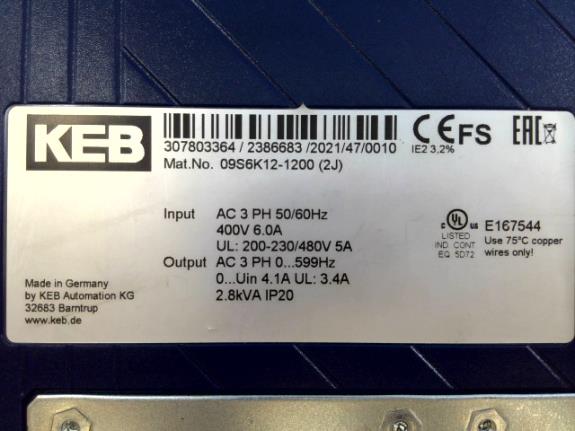 KEB
307803364 / 2386683 /2021/47/0010
Mat.No. 09S6K12-1200 (2J)
CE FS EAC
IE2 3,2%
Input AC 3 PH 50/60Hz
400V 6.0A
UL: 200-230/480V 5A
Output AC 3 PH 0...599Hz
0...Uin 4.1A UL: 3.4A
2.8kVA IP20
c UL us E167544
LISTED
IND. CONT
EQ. 5D72
Use 75°C copper
wires only!
Made in Germany
by KEB Automation KG
32683 Barntrup
www.keb.de